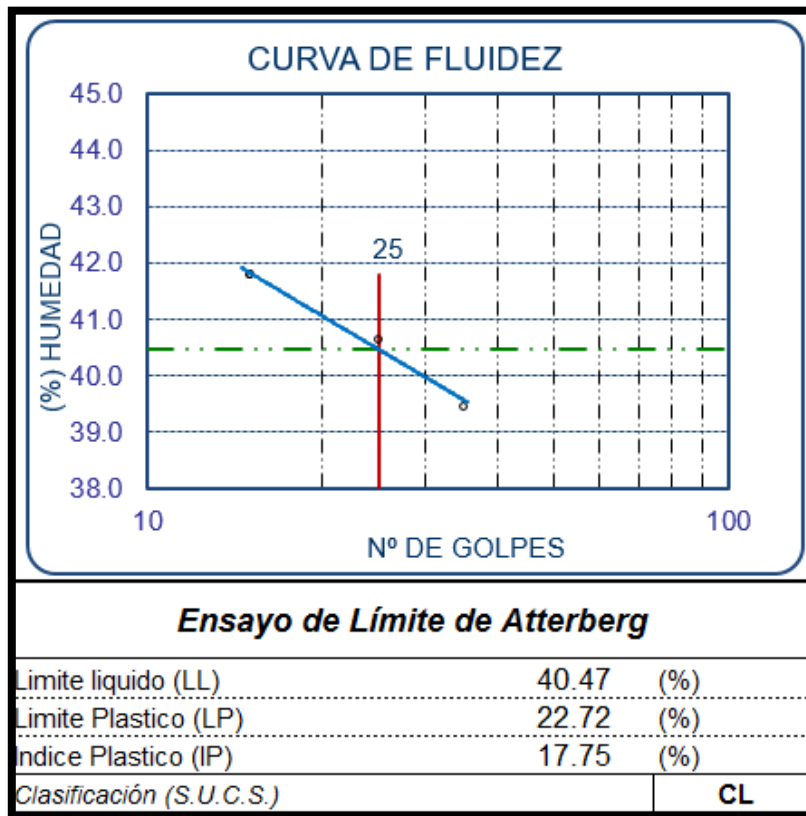 CURVA DE FLUIDEZ
45.0
44.0
43.0
42.0
41.0
40.0
39.0
38.0
(%) HUMEDAD
25
10
100
Nº DE GOLPES
Ensayo de Límite de Atterberg
Limite liquido (LL) 40.47 (%)
Limite Plastico (LP) 22.72 (%)
Indice Plastico (IP) 17.75 (%)
Clasificación (S.U.C.S.) CL